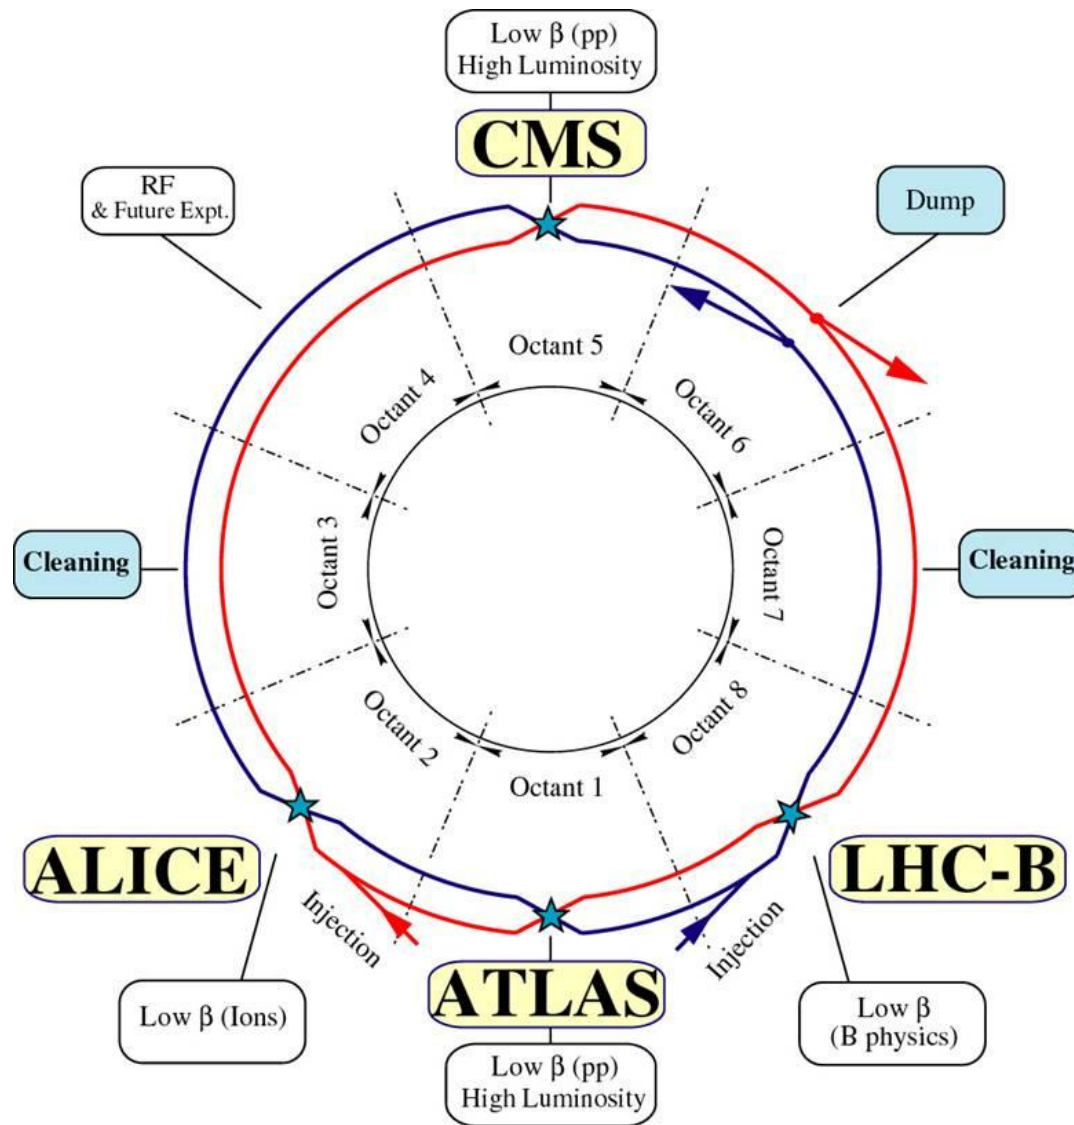 Low β (pp)
High Luminosity
CMS
RF
& Future Expt.
Dump
Octant 5
Octant 4
Octant 6
Cleaning
Octant 3
Octant 7
Cleaning
Octant 2
Octant 8
Octant 1
ALICE
LHC-B
Injection
Injection
ATLAS
Low β (Ions)
Low β
(B physics)
Low β (pp)
High Luminosity